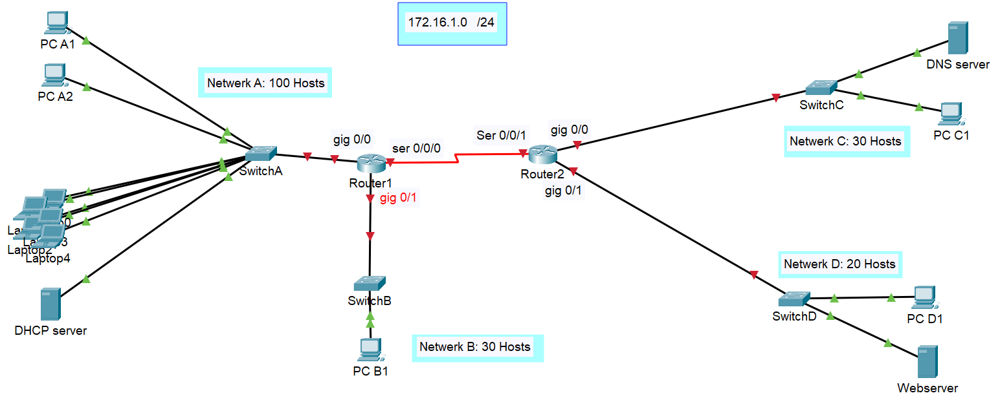 172.16.1.0 /24
PC A1
DNS server
PC A2
Netwerk A: 100 Hosts
SwitchC
PC C1
gig 0/0
ser 0/0/0
Ser 0/0/1
gig 0/0
Netwerk C: 30 Hosts
SwitchA
Router1
Router2
gig 0/1
gig 0/1
Laptop2
Laptop4
Netwerk D: 20 Hosts
SwitchB
SwitchD
PC D1
DHCP server
Netwerk B: 30 Hosts
PC B1
Webserver